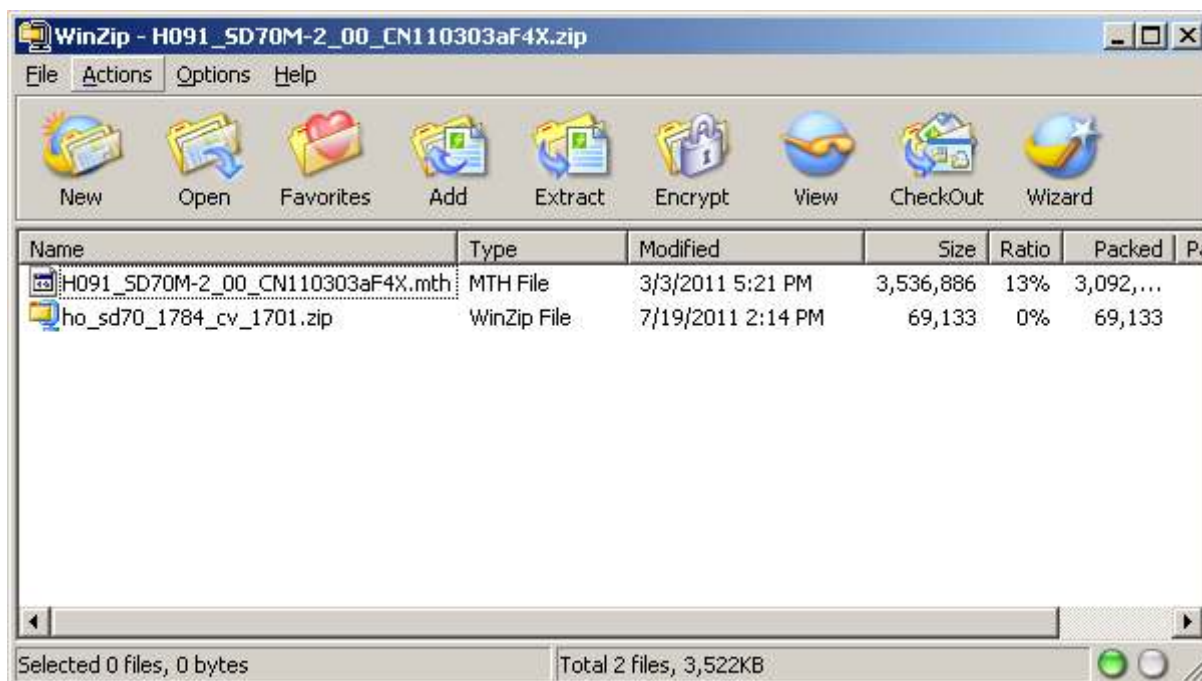 WinZip - H091_SD70M-2_00_CN110303aF4X.zip
File Actions Options Help
New Open Favorites Add Extract Encrypt View CheckOut Wizard
Name Type Modified Size Ratio Packed P
H091_SD70M-2_00_CN110303aF4X.mth MTH File 3/3/2011 5:21 PM 3,536,886 13% 3,092,...
ho_sd70_1784_cv_1701.zip WinZip File 7/19/2011 2:14 PM 69,133 0% 69,133
Selected 0 files, 0 bytes Total 2 files, 3,522KB